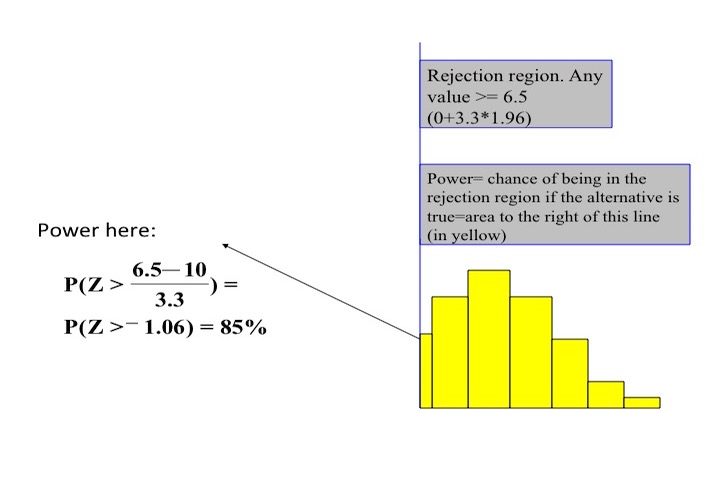 Rejection region. Any
value >= 6.5
(0+3.3*1.96)
Power= chance of being in the
rejection region if the alternative is
true=area to the right of this line
(in yellow)
Power here:
P(Z > 6.5—10 / 3.3) =
P(Z >− 1.06) = 85%